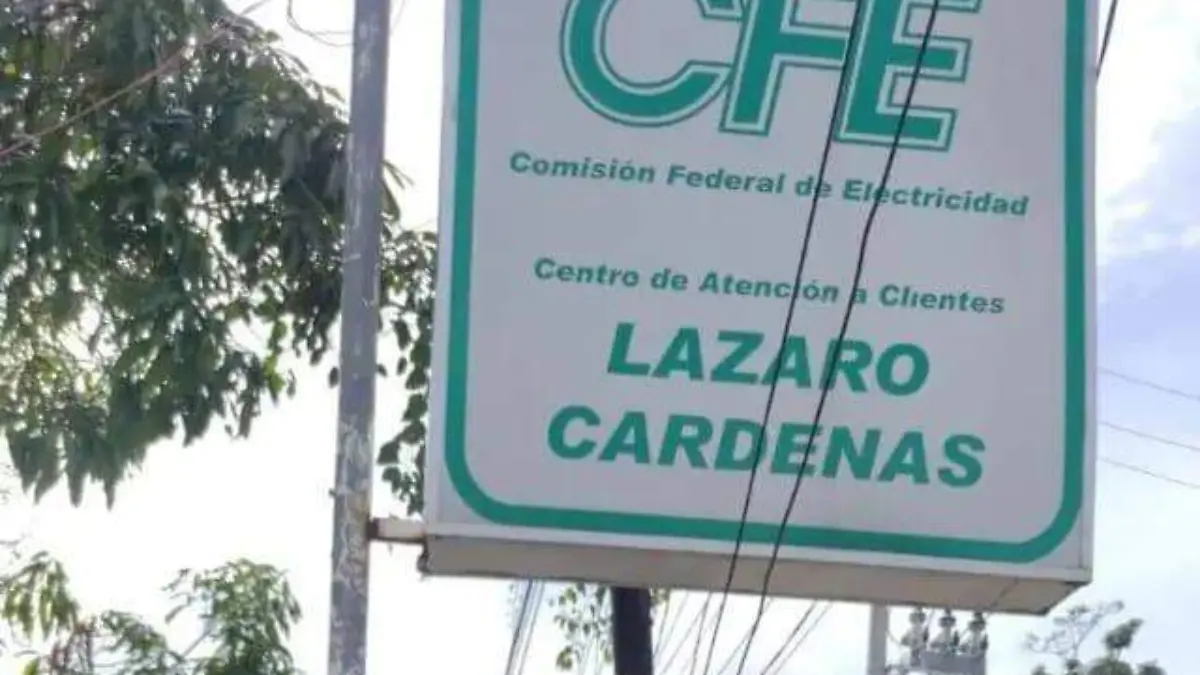 CFE
Comisión Federal de Electricidad
Centro de Atención a Clientes
LAZARO
CARDENAS